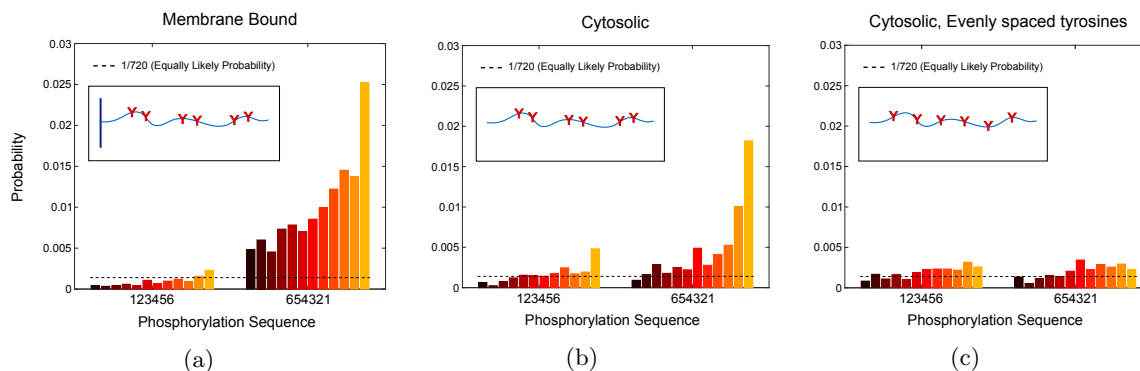 Membrane Bound
0.03
0.025
0.02
0.015
0.01
0.005
0
Probability
1/720 (Equally Likely Probability)
Y Y Y Y Y Y
123456 654321
Phosphorylation Sequence
(a)
Cytosolic
0.03
0.025
0.02
0.015
0.01
0.005
0
1/720 (Equally Likely Probability)
Y Y Y Y Y Y
123456 654321
Phosphorylation Sequence
(b)
Cytosolic, Evenly spaced tyrosines
0.03
0.025
0.02
0.015
0.01
0.005
0
1/720 (Equally Likely Probability)
Y Y Y Y Y Y
123456 654321
Phosphorylation Sequence
(c)